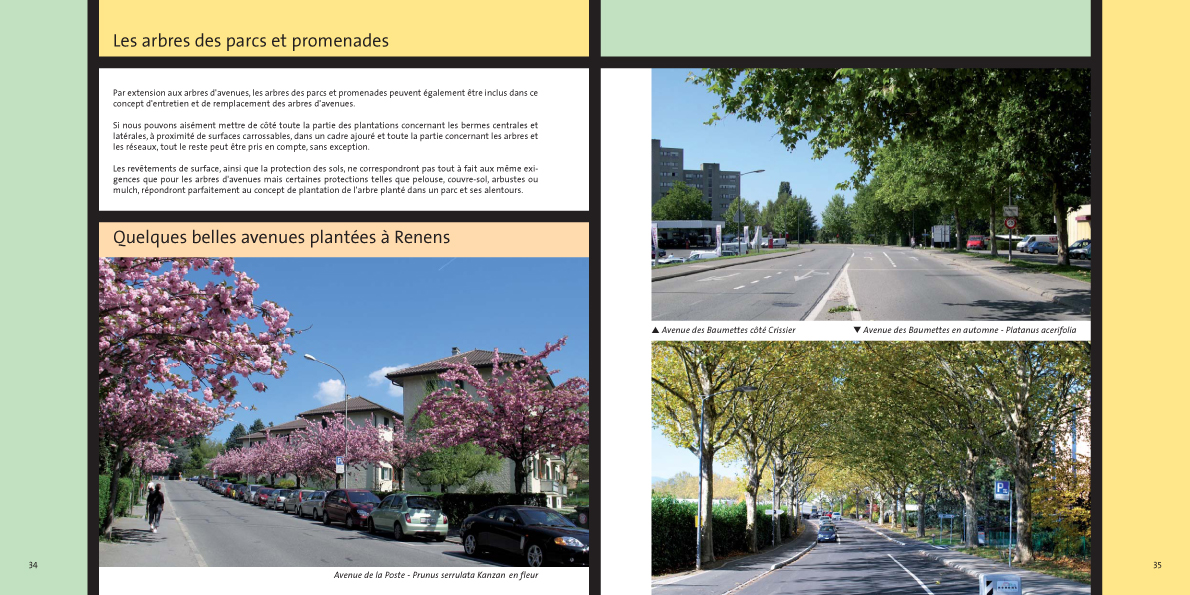 Les arbres des parcs et promenades
Par extension aux arbres d'avenues, les arbres des parcs et promenades peuvent également être inclus dans ce
concept d'entretien et de remplacement des arbres d'avenues.
Si nous pouvons aisément mettre de côté toute la partie des plantations concernant les bermes centrales et
latérales, à proximité de surfaces carrossables, dans un cadre ajouré et toute la partie concernant les arbres et
les réseaux, tout le reste peut être pris en compte, sans exception.
Les revêtements de surface, ainsi que la protection des sols, ne correspondront pas tout à fait aux même exi-
gences que pour les arbres d'avenues mais certaines protections telles que pelouse, couvre-sol, arbustes ou
mulch, répondront parfaitement au concept de plantation de l'arbre planté dans un parc et ses alentours.
Quelques belles avenues plantées à Renens
Avenue de la Poste - Prunus serrulata Kanzan en fleur
34
▲ Avenue des Baumettes côté Crissier
▼ Avenue des Baumettes en automne - Platanus acerifolia
P
35